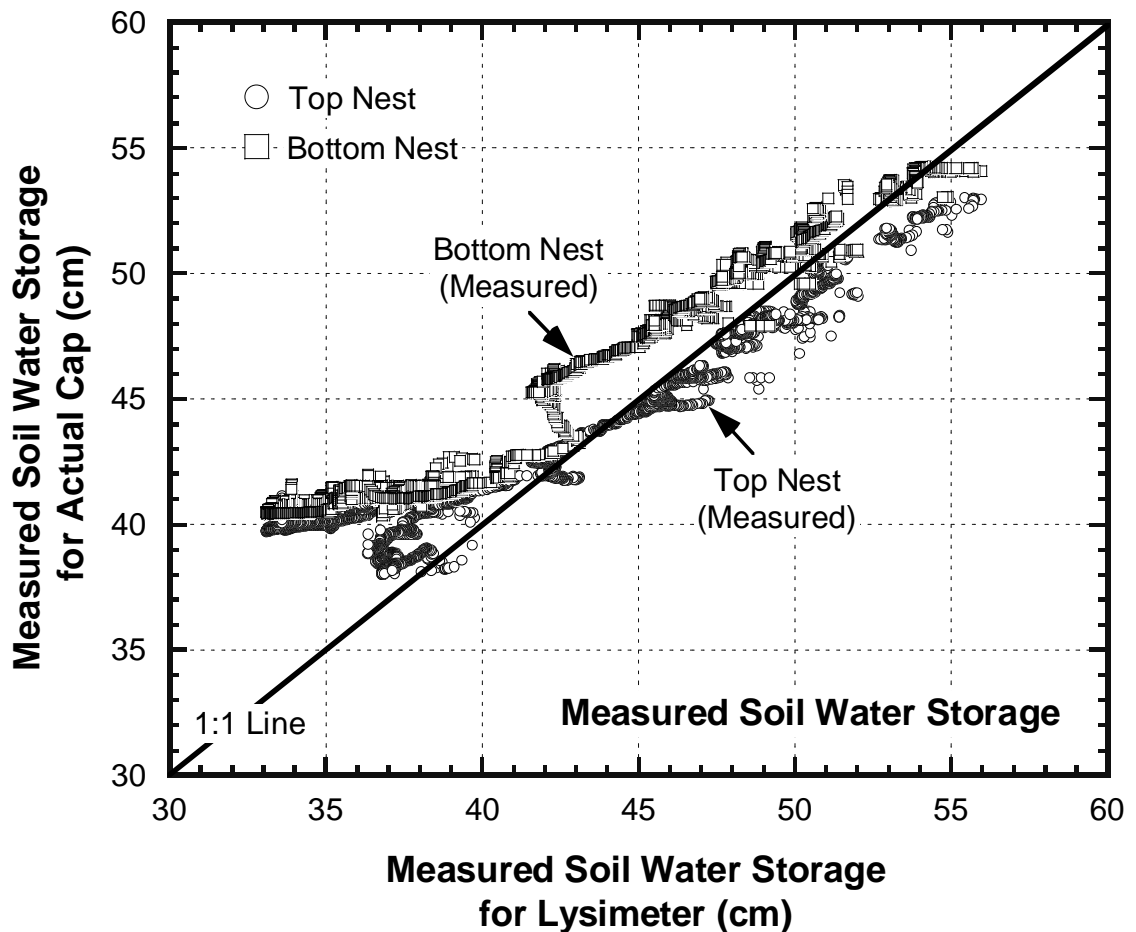 60
55
50
45
40
35
30
Measured Soil Water Storage
for Actual Cap (cm)
Top Nest
Bottom Nest
Bottom Nest
(Measured)
Top Nest
(Measured)
1:1 Line
Measured Soil Water Storage
30
35
40
45
50
55
60
Measured Soil Water Storage
for Lysimeter (cm)